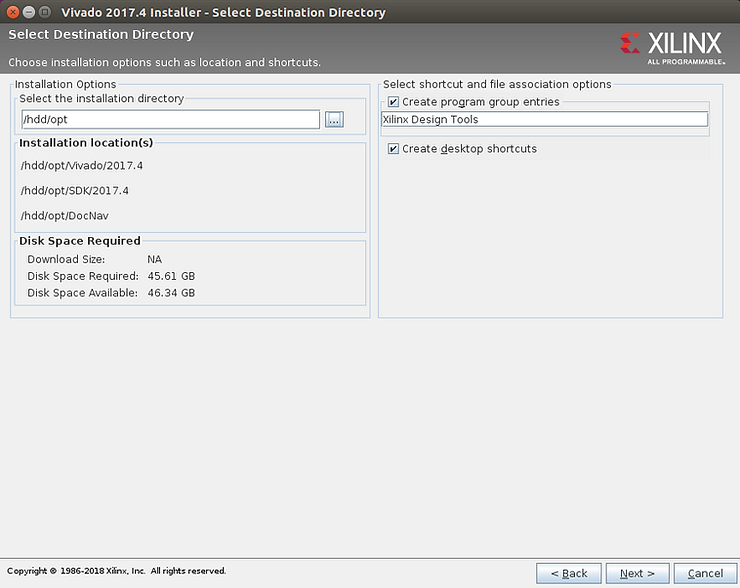 Vivado 2017.4 Installer - Select Destination Directory
Select Destination Directory
Choose installation options such as location and shortcuts.
XILINX
ALL PROGRAMMABLE™
Installation Options
Select the installation directory
/hdd/opt
...
Installation location(s)
/hdd/opt/Vivado/2017.4
/hdd/opt/SDK/2017.4
/hdd/opt/DocNav
Disk Space Required
Download Size: NA
Disk Space Required: 45.61 GB
Disk Space Available: 46.34 GB
Select shortcut and file association options
Create program group entries
Xilinx Design Tools
Create desktop shortcuts
Copyright © 1986-2018 Xilinx, Inc. All rights reserved.
< Back Next > Cancel